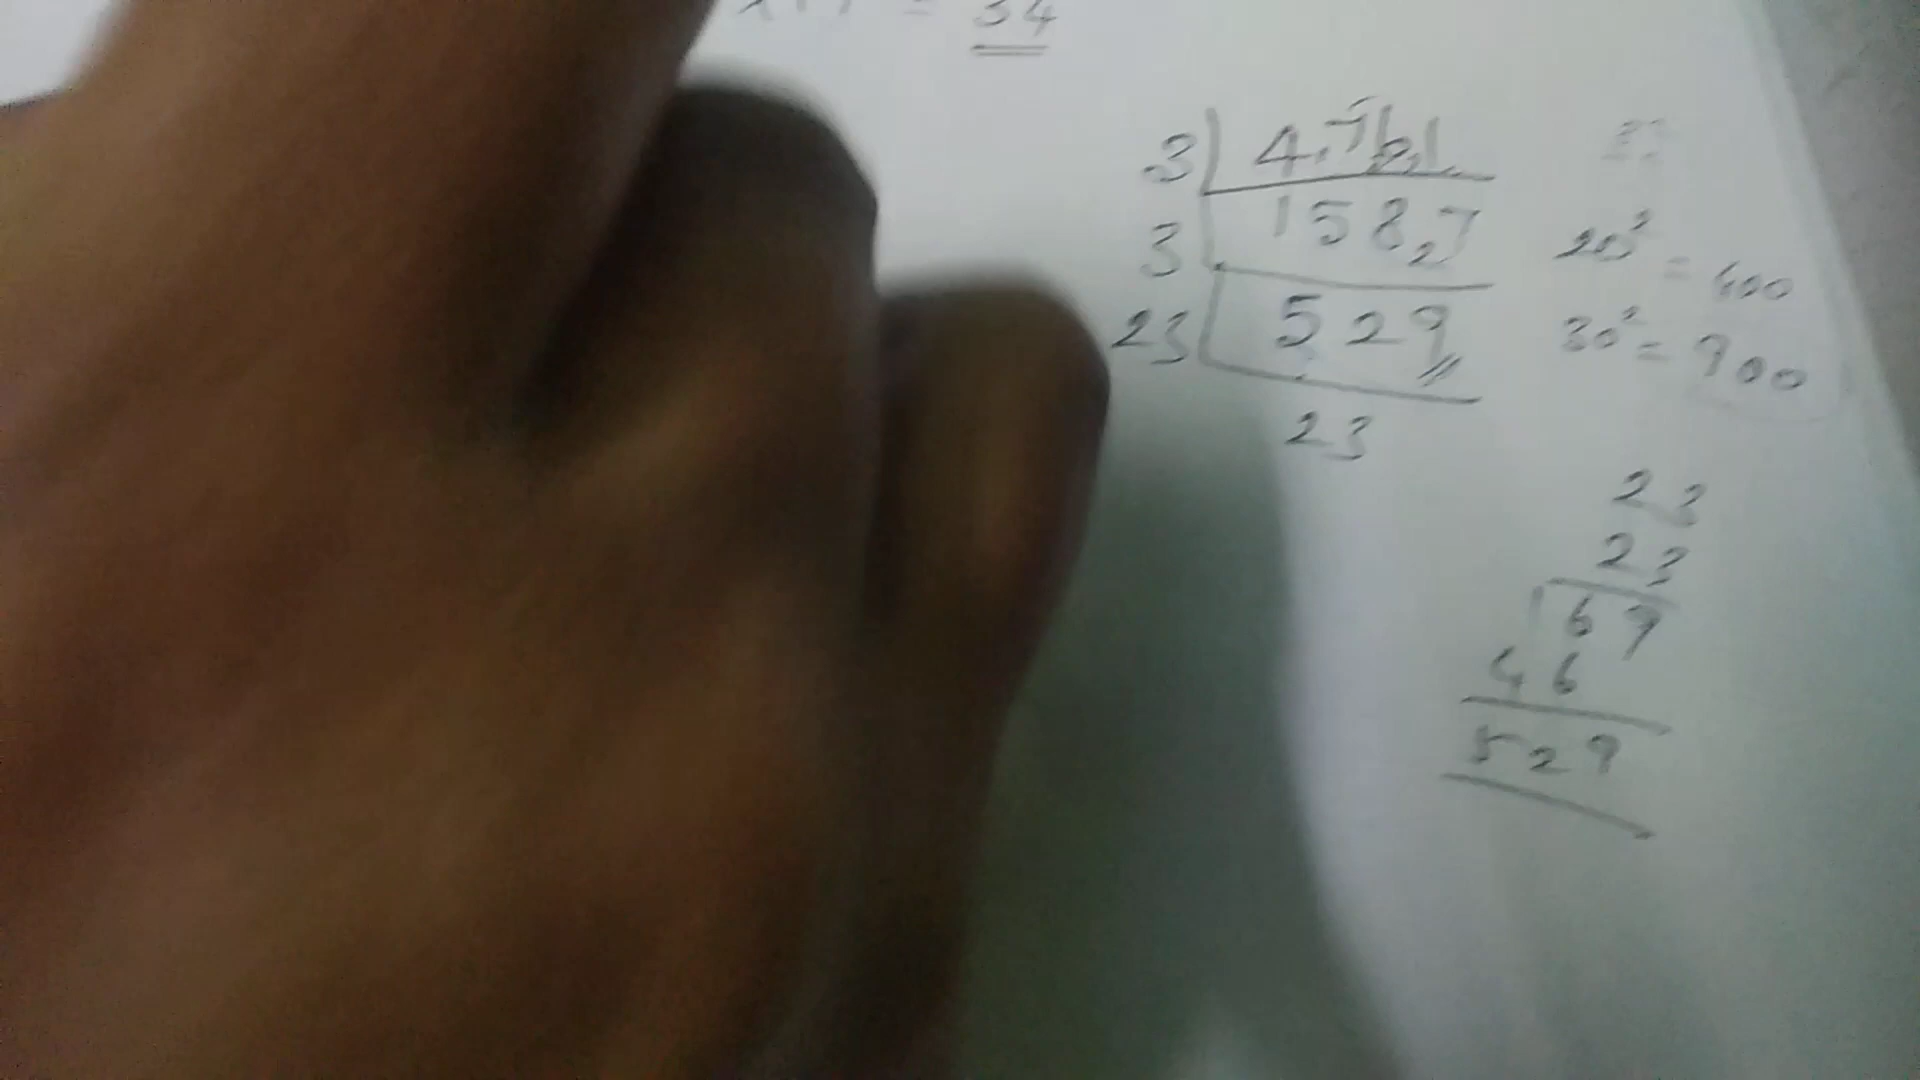 = 34
3 | 4761
3 | 1587
23 | 529
23
20² = 400
30² = 900
23
23
69
46
529